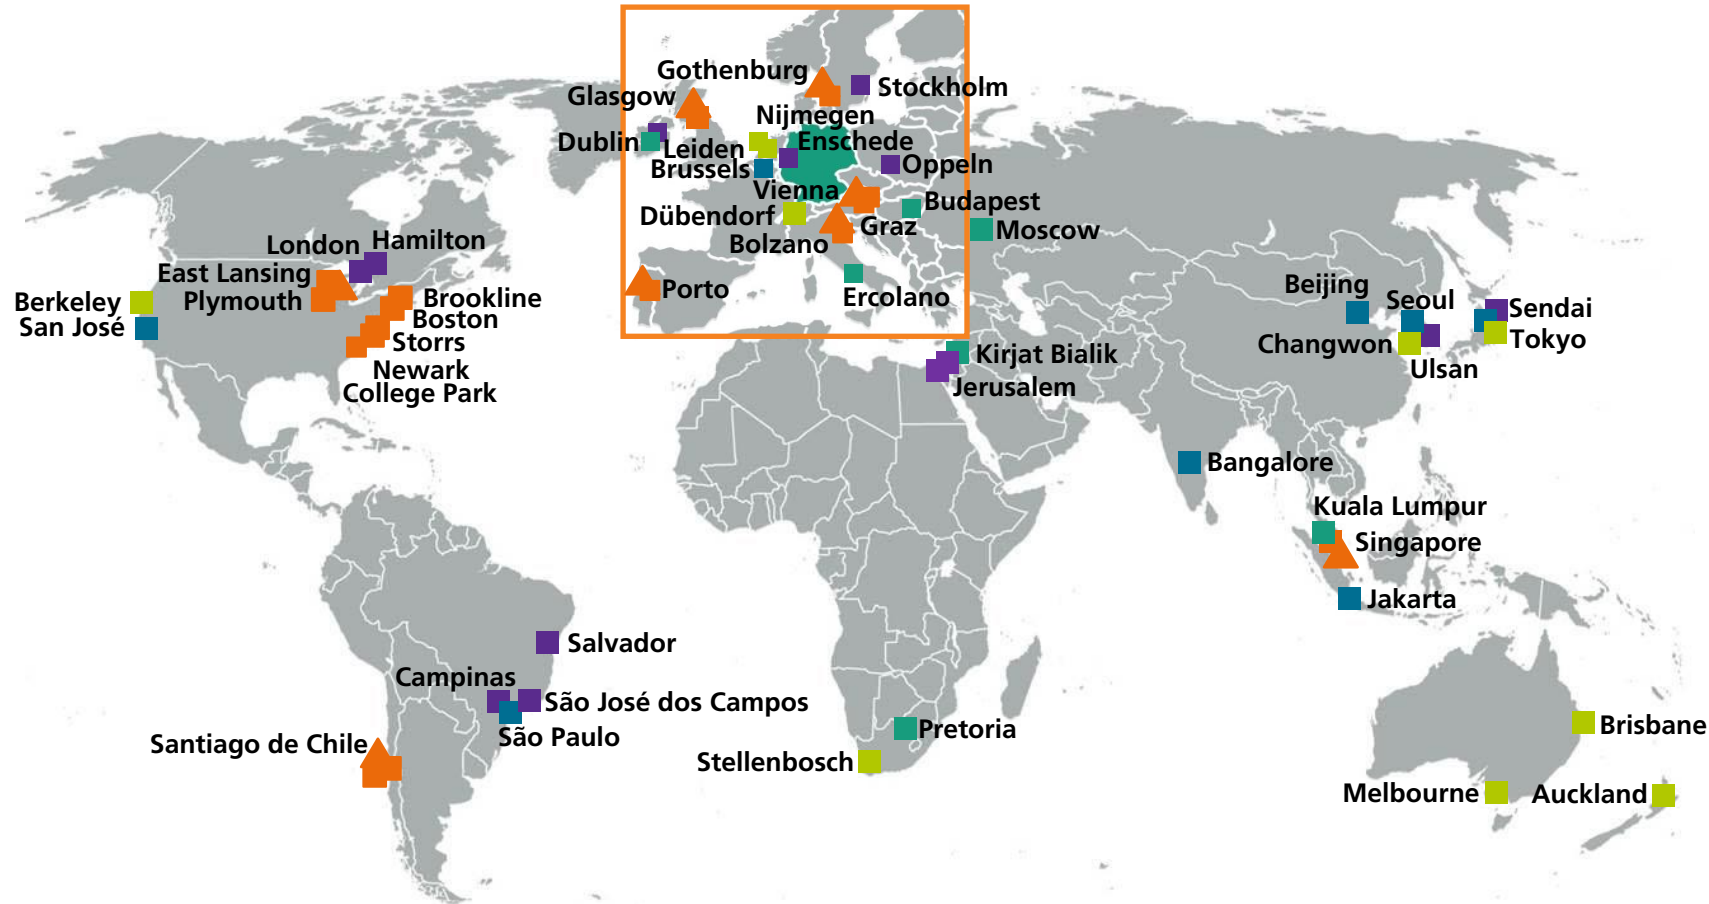 Gothenburg
Stockholm
Glasgow
Nijmegen
Dublin
Leiden
Enschede
Brussels
Oppeln
Vienna
Budapest
Dübendorf
Graz
Moscow
Bolzano
Porto
Ercolano
London
Hamilton
East Lansing
Plymouth
Berkeley
San José
Brookline
Boston
Storrs
Newark
College Park
Beijing
Seoul
Sendai
Changwon
Tokyo
Ulsan
Kirjat Bialik
Jerusalem
Bangalore
Kuala Lumpur
Singapore
Jakarta
Salvador
Campinas
São José dos Campos
São Paulo
Santiago de Chile
Pretoria
Stellenbosch
Brisbane
Melbourne
Auckland